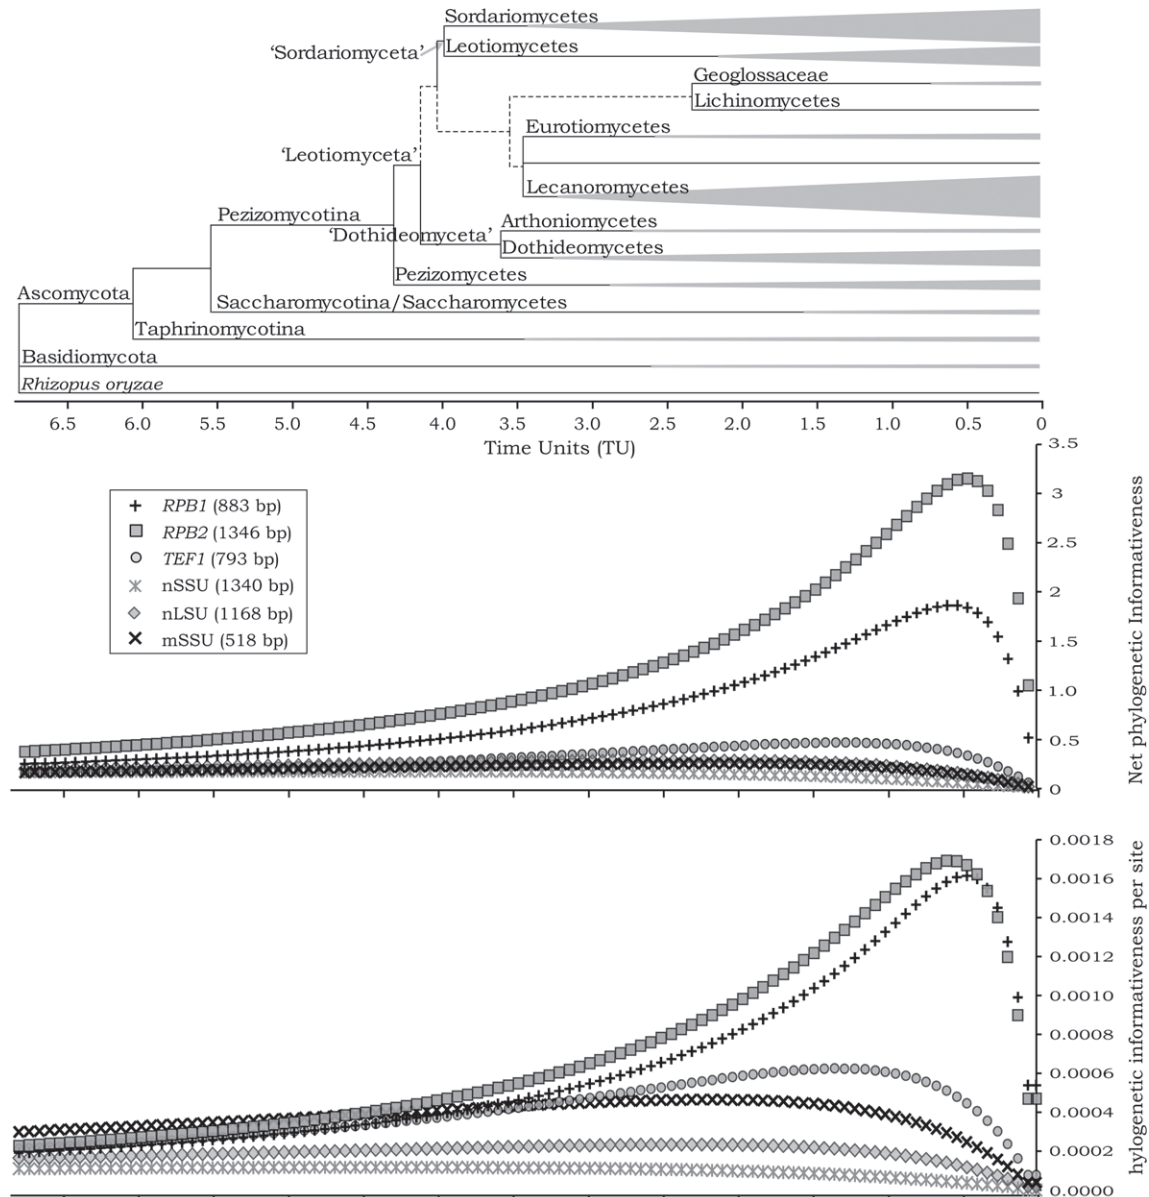 Sordariomycetes
‘Sordariomyceta’
Leotiomycetes
Geoglossaceae
Lichinomycetes
Eurotiomycetes
‘Leotiomyceta’
Lecanoromycetes
Pezizomycotina
Arthoniomycetes
‘Dothideomyceta’
Dothideomycetes
Pezizomycetes
Ascomycota
Saccharomycotina/Saccharomycetes
Taphrinomycotina
Basidiomycota
Rhizopus oryzae
6.5 6.0 5.5 5.0 4.5 4.0 3.5 3.0 2.5 2.0 1.5 1.0 0.5 0
Time Units (TU)
3.5
3
2.5
2
1.5
1.0
0.5
0
Net phylogenetic Informativeness
RPB1 (883 bp)
RPB2 (1346 bp)
TEF1 (793 bp)
nSSU (1340 bp)
nLSU (1168 bp)
mSSU (518 bp)
0.0018
0.0016
0.0014
0.0012
0.0010
0.0008
0.0006
0.0004
0.0002
0.0000
hylogenetic informativeness per site